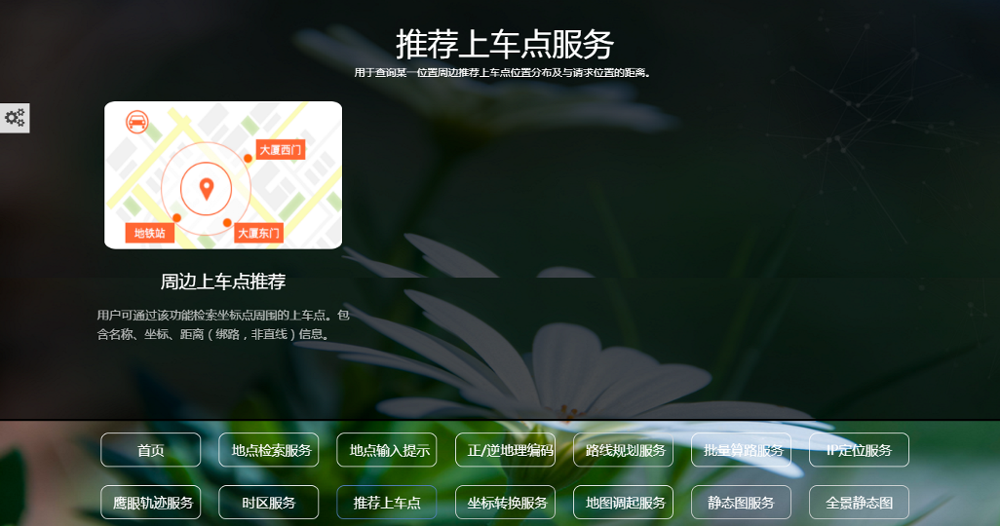 推荐上车点服务
用于查询某一位置周边推荐上车点位置分布及与请求位置的距离。
大厦西门
地铁站
大厦东门
周边上车点推荐
用户可通过该功能检索坐标点周围的上车点。包
含名称、坐标、距离（绑路，非直线）信息。
首页
地点检索服务
地点输入提示
正/逆地理编码
路线规划服务
批量算路服务
IP定位服务
鹰眼轨迹服务
时区服务
推荐上车点
坐标转换服务
地图调起服务
静态图服务
全景静态图